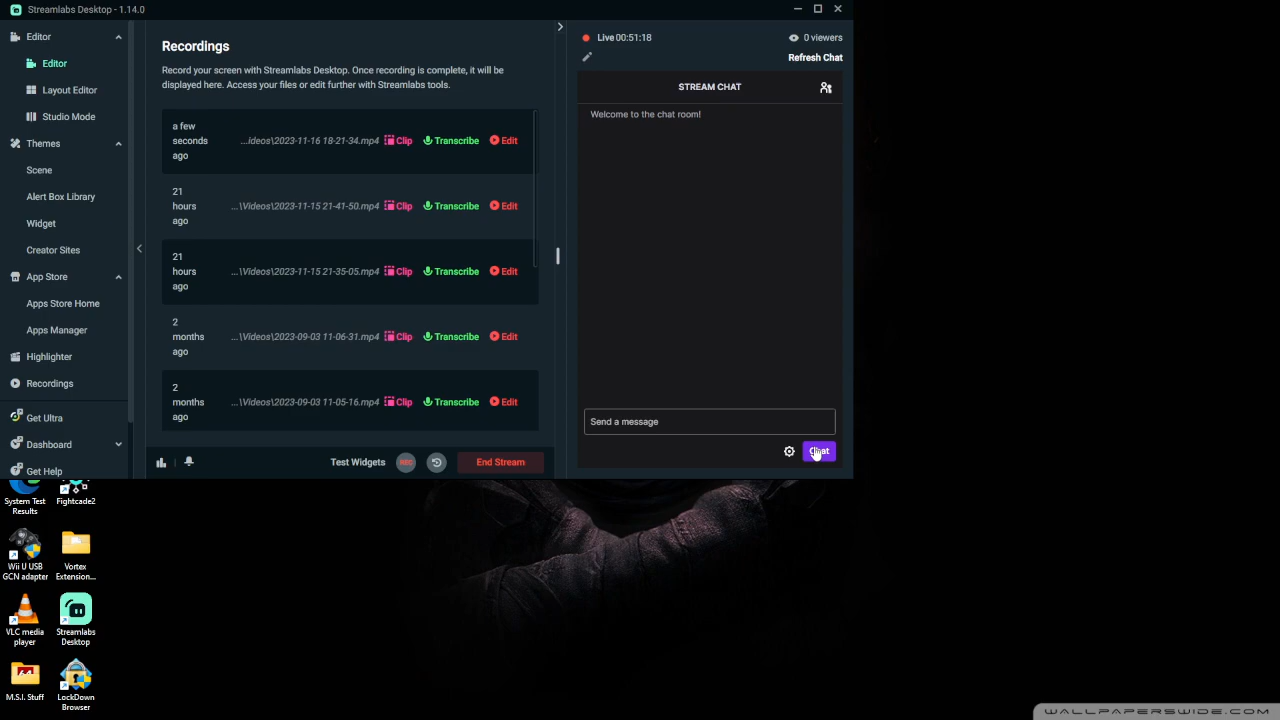 Streamlabs Desktop - 1.14.0
Editor
Editor
Layout Editor
Studio Mode
Themes
Scene
Alert Box Library
Widget
Creator Sites
App Store
Apps Store Home
Apps Manager
Highlighter
Recordings
Get Ultra
Dashboard
Get Help
Recordings
Record your screen with Streamlabs Desktop. Once recording is complete, it will be
displayed here. Access your files or edit further with Streamlabs tools.
a few
seconds
ago
...ideos\2023-11-16 18-21-34.mp4 Clip Transcribe Edit
21
hours
ago
...\Videos\2023-11-15 21-41-50.mp4 Clip Transcribe Edit
21
hours
ago
...\Videos\2023-11-15 21-35-05.mp4 Clip Transcribe Edit
2
months
ago
...\Videos\2023-09-03 11-06-31.mp4 Clip Transcribe Edit
2
months
ago
...\Videos\2023-09-03 11-05-16.mp4 Clip Transcribe Edit
Test Widgets REC End Stream
Live 00:51:18 0 viewers
Refresh Chat
STREAM CHAT
Welcome to the chat room!
Send a message
Chat
System Test
Results
Fightcade2
Wii U USB
GCN adapter
Vortex
Extension...
VLC media
player
Streamlabs
Desktop
64
M.S.I. Stuff
LockDown
Browser
WALLPAPERSWIDE.COM